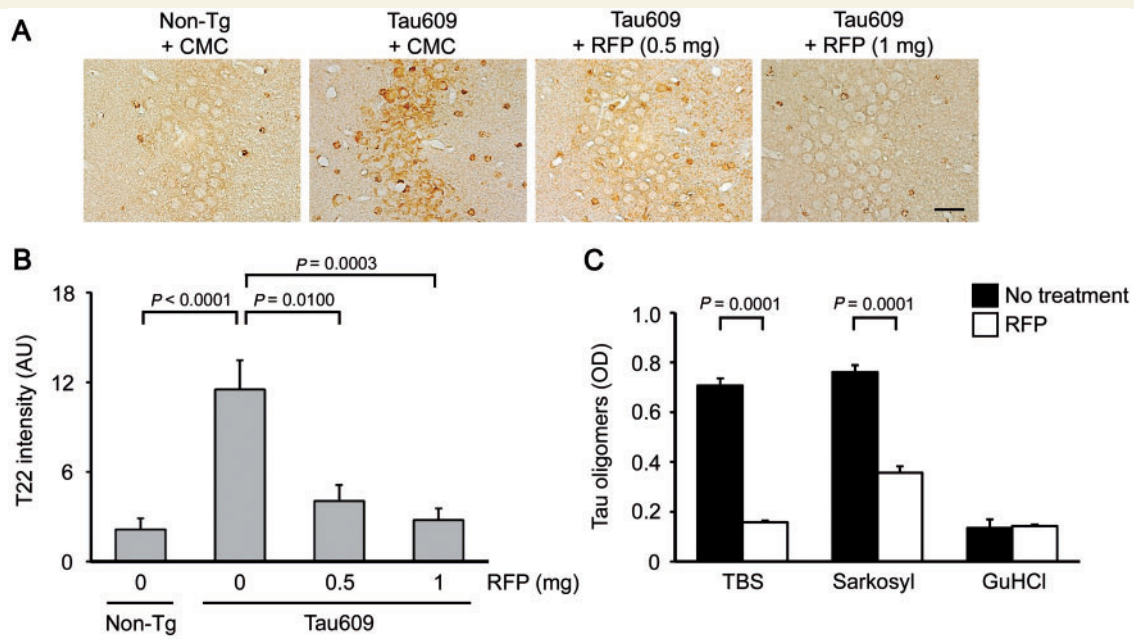 A
Non-Tg
+ CMC
Tau609
+ CMC
Tau609
+ RFP (0.5 mg)
Tau609
+ RFP (1 mg)
B
P = 0.0003
P < 0.0001
P = 0.0100
18
12
6
0
T22 intensity (AU)
0
0
0.5
1
RFP (mg)
Non-Tg
Tau609
C
No treatment
RFP
P = 0.0001
P = 0.0001
1.0
0.8
0.6
0.4
0.2
0
Tau oligomers (OD)
TBS
Sarkosyl
GuHCl